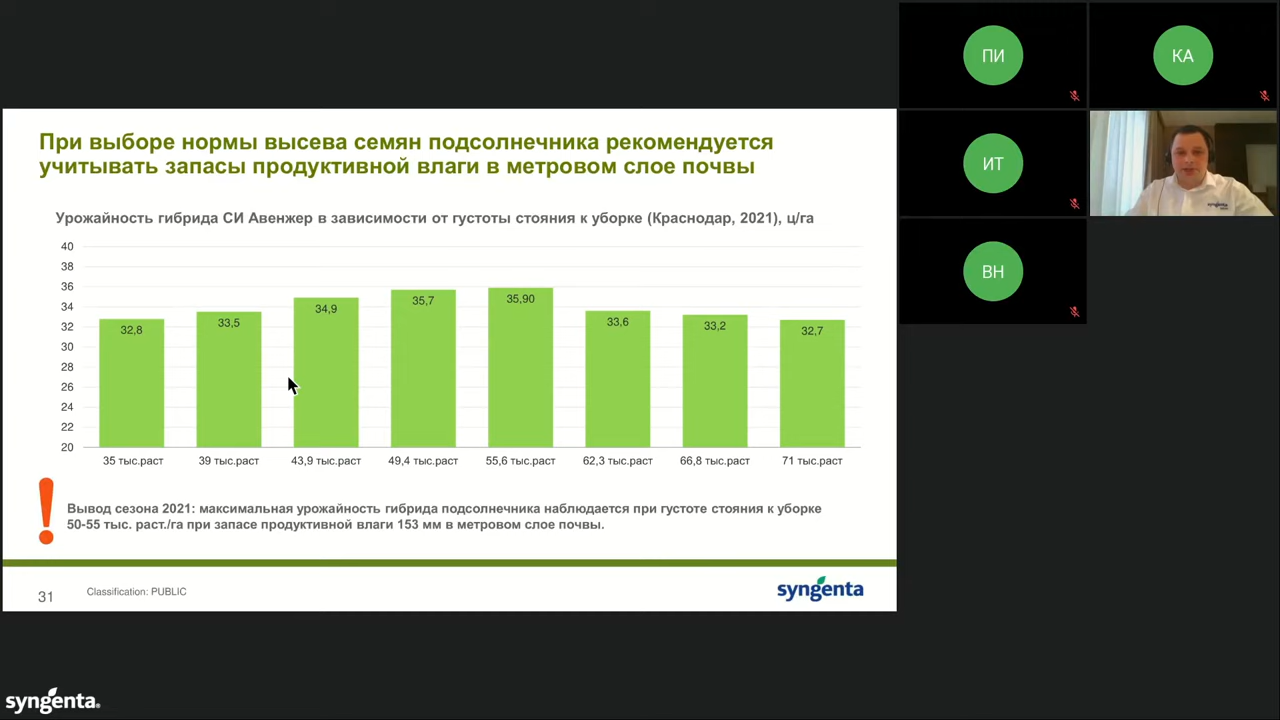 При выборе нормы высева семян подсолнечника рекомендуется
учитывать запасы продуктивной влаги в метровом слое почвы
Урожайность гибрида СИ Авенжер в зависимости от густоты стояния к уборке (Краснодар, 2021), ц/га
40
38
36
34
32
30
28
26
24
22
20
32,8
33,5
34,9
35,7
35,90
33,6
33,2
32,7
35 тыс.раст
39 тыс.раст
43,9 тыс.раст
49,4 тыс.раст
55,6 тыс.раст
62,3 тыс.раст
66,8 тыс.раст
71 тыс.раст
Вывод сезона 2021: максимальная урожайность гибрида подсолнечника наблюдается при густоте стояния к уборке
50-55 тыс. раст./га при запасе продуктивной влаги 153 мм в метровом слое почвы.
31
Classification: PUBLIC
syngenta
ПИ
КА
ИТ
syngenta
ВН
syngenta®